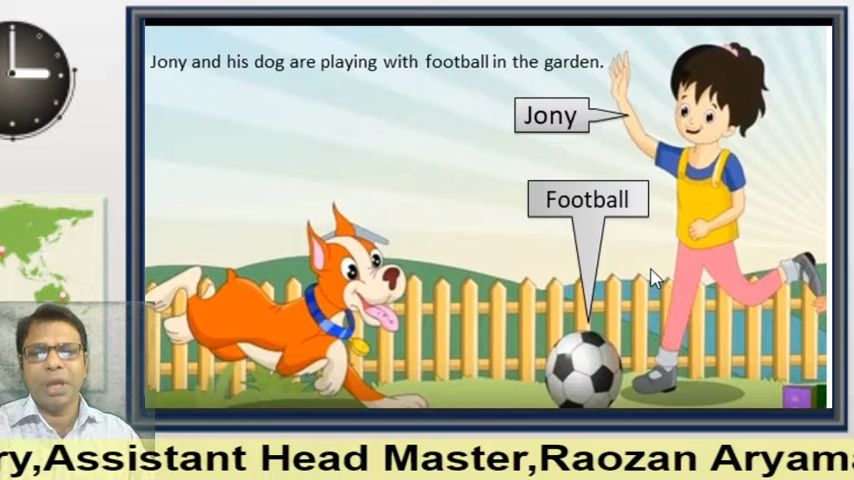 Jony and his dog are playing with football in the garden.
Jony
Football
ry,Assistant Head Master,Raozan Aryama